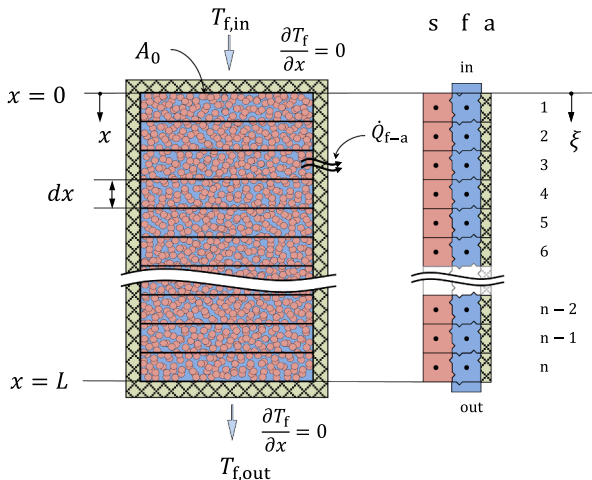 T_f,in
∂T_f/∂x = 0
s f a
A_0
in
x = 0
x
ξ
1
2
Q̇_f−a
3
dx
4
5
6
n − 2
n − 1
n
x = L
out
∂T_f/∂x = 0
T_f,out